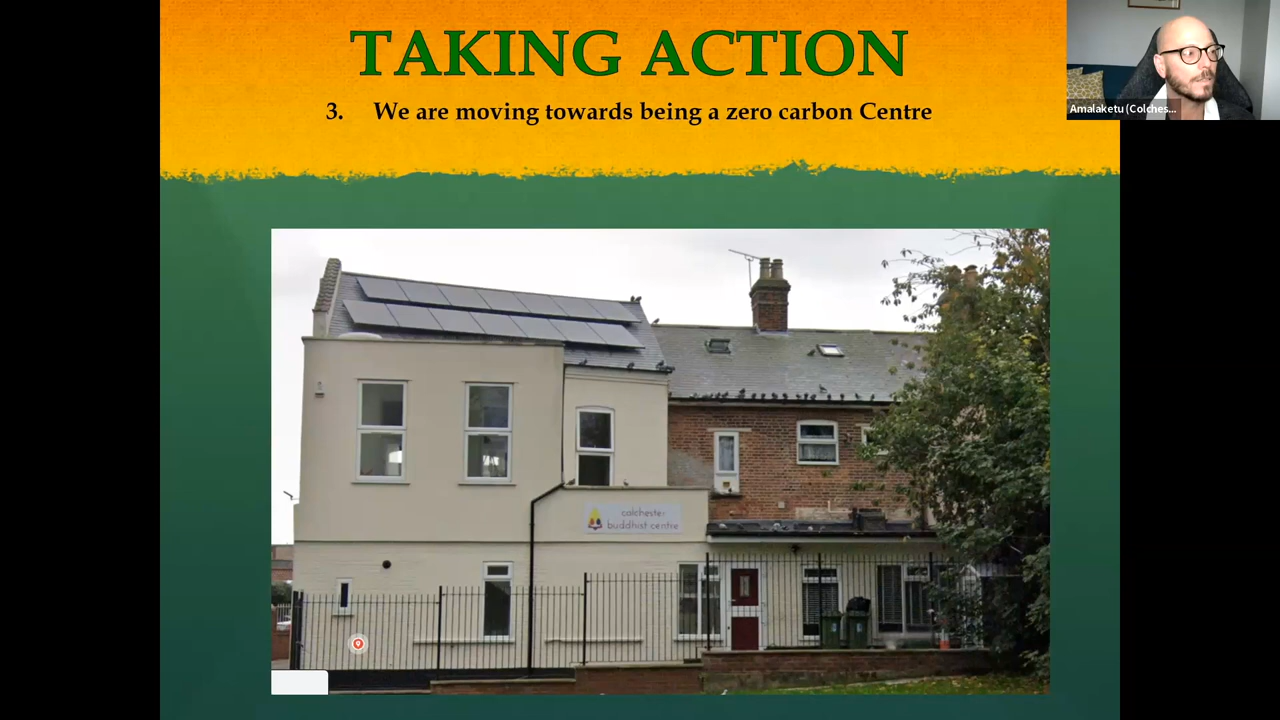 TAKING ACTION
3. We are moving towards being a zero carbon Centre
Amalaketu (Colches...
colchester
buddhist centre